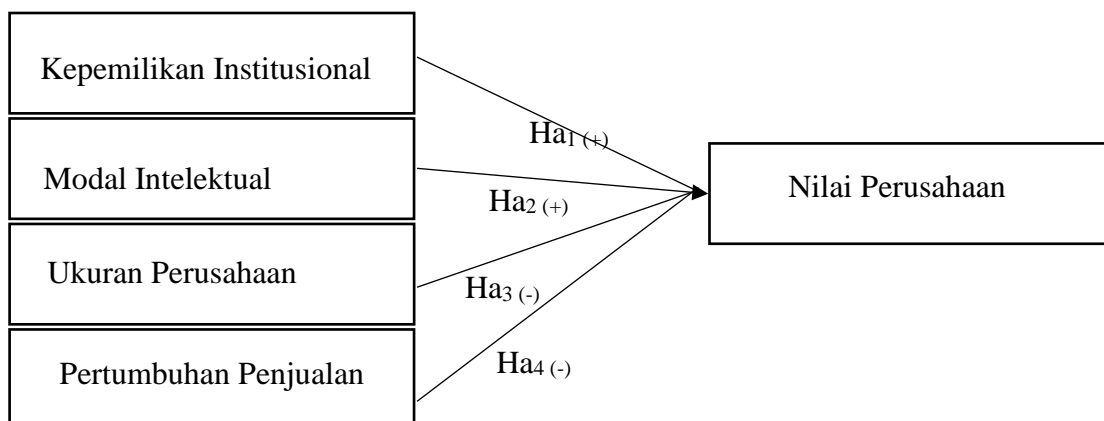 Kepemilikan Institusional
Ha1 (+)
Modal Intelektual
Nilai Perusahaan
Ha2 (+)
Ukuran Perusahaan
Ha3 (-)
Pertumbuhan Penjualan
Ha4 (-)